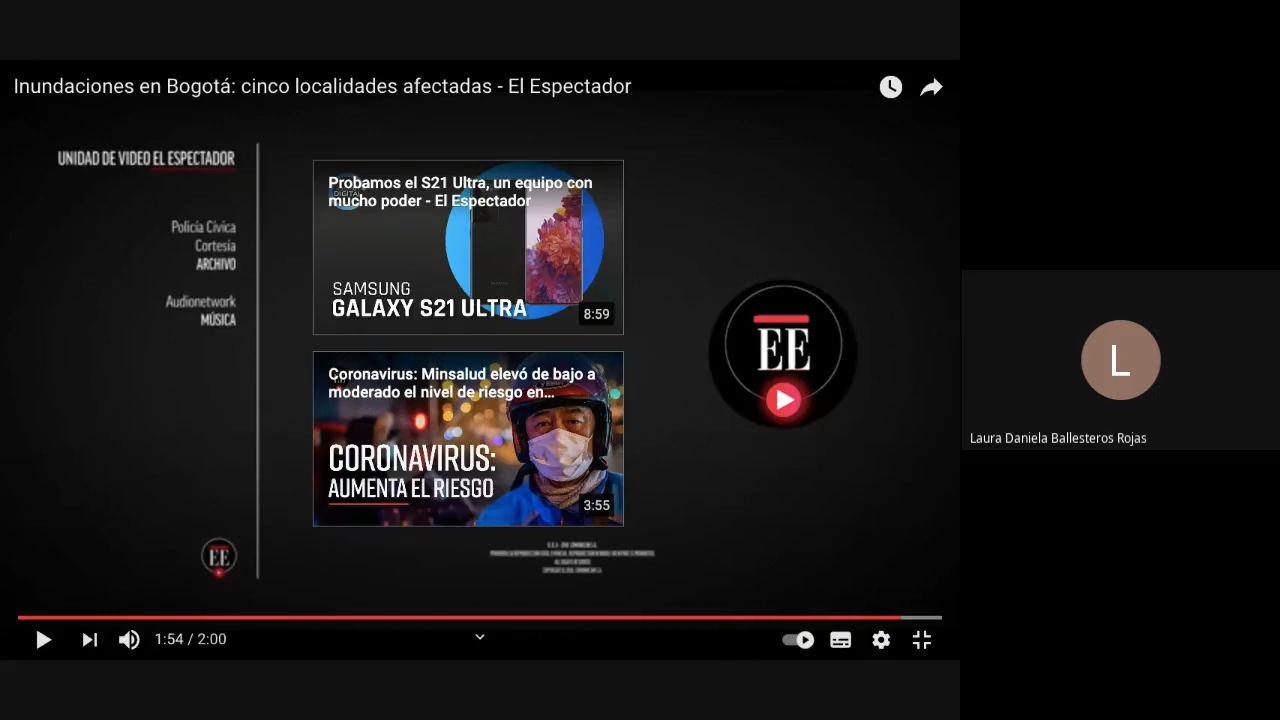 Inundaciones en Bogotá: cinco localidades afectadas - El Espectador
UNIDAD DE VIDEO EL ESPECTADOR
Policía Cívica
Cortesía
ARCHIVO
Audionetwork
MÚSICA
EE
Probamos el S21 Ultra, un equipo con
mucho poder - El Espectador
DIGITAL
SAMSUNG
GALAXY S21 ULTRA
8:59
Coronavirus: Minsalud elevó de bajo a
moderado el nivel de riesgo en...
CORONAVIRUS:
AUMENTA EL RIESGO
3:55
EE
1:54 / 2:00
L
Laura Daniela Ballesteros Rojas